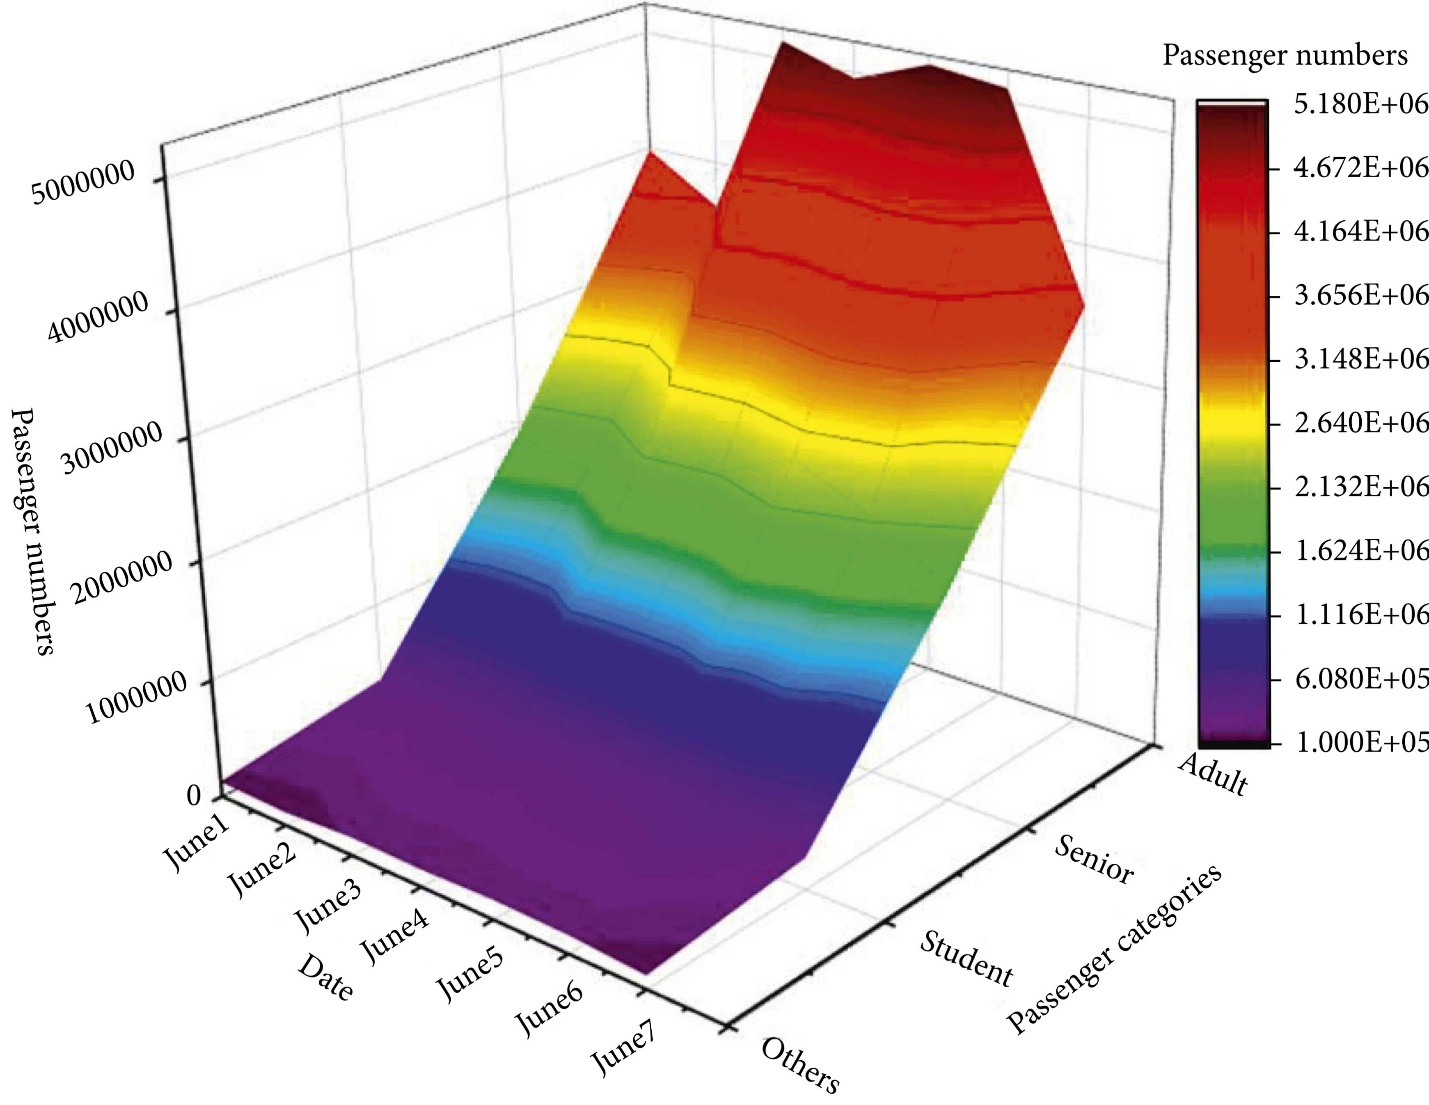 Passenger numbers
5.180E+06
4.672E+06
4.164E+06
3.656E+06
3.148E+06
2.640E+06
2.132E+06
1.624E+06
1.116E+06
6.080E+05
1.000E+05
Passenger numbers
5000000
4000000
3000000
2000000
1000000
0
June1
June2
June3
June4
June5
June6
June7
Date
Adult
Senior
Student
Others
Passenger categories